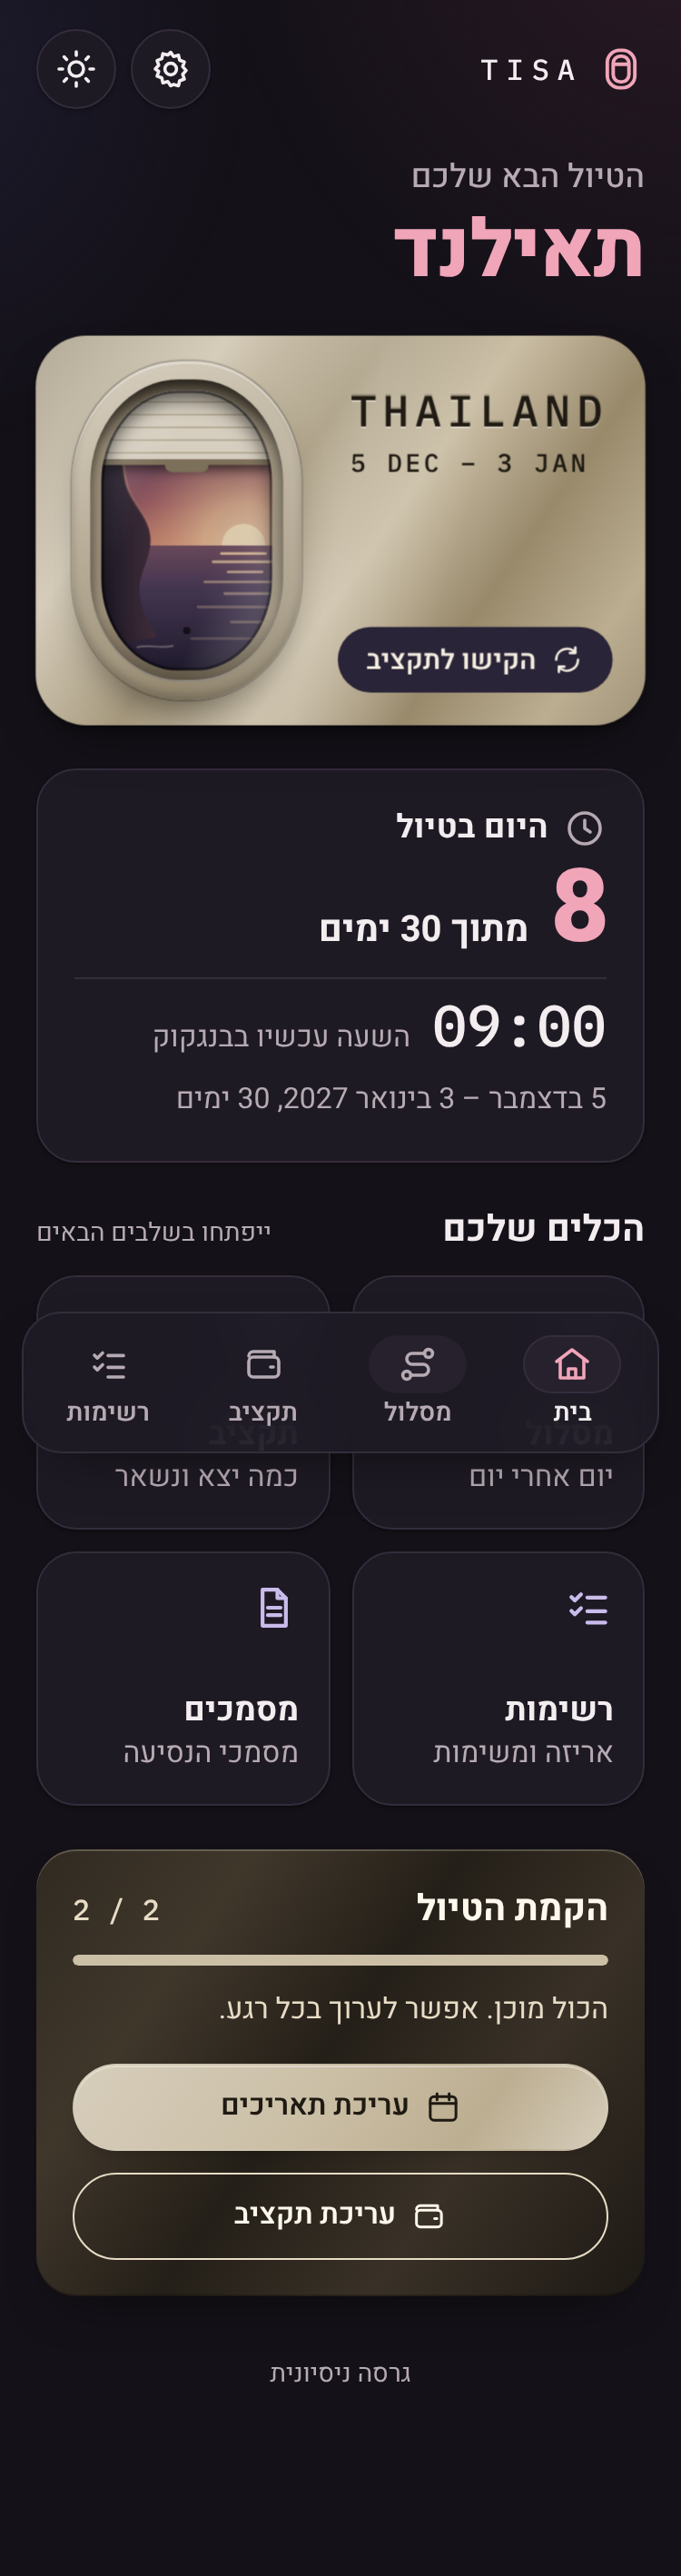 TISA
הטיול הבא שלכם
תאילנד
THAILAND
5 DEC – 3 JAN
הקישו לתקציב
היום בטיול
8 מתוך 30 ימים
09:00 השעה עכשיו בבנגקוק
5 בדצמבר – 3 בינואר 2027, 30 ימים
הכלים שלכם
ייפתחו בשלבים הבאים
בית
מסלול
תקציב
רשימות
מסלול
תקציב
יום אחרי יום
כמה יצא ונשאר
רשימות
אריזה ומשימות
מסמכים
מסמכי הנסיעה
הקמת הטיול
2 / 2
הכול מוכן. אפשר לערוך בכל רגע.
עריכת תאריכים
עריכת תקציב
גרסה ניסיונית